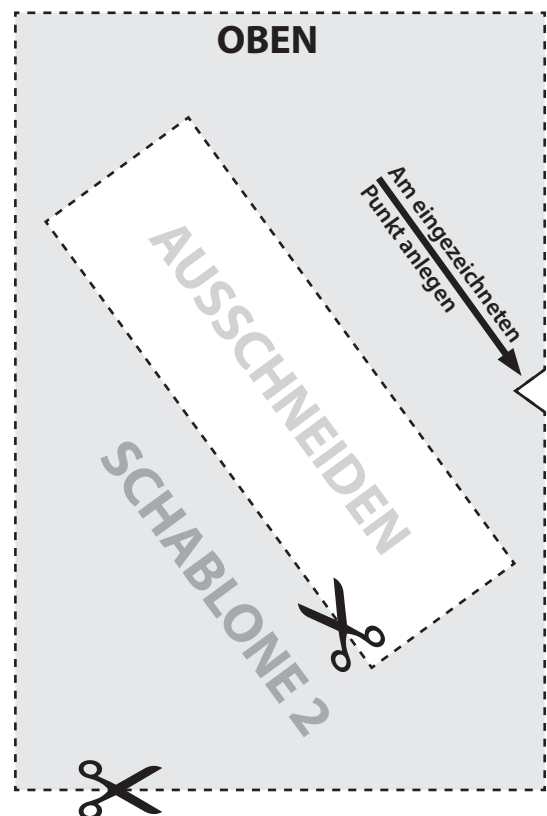 OBEN
Am eingezeichneten
Punkt anlegen
AUSSCHNEIDEN
SCHABLONE 2